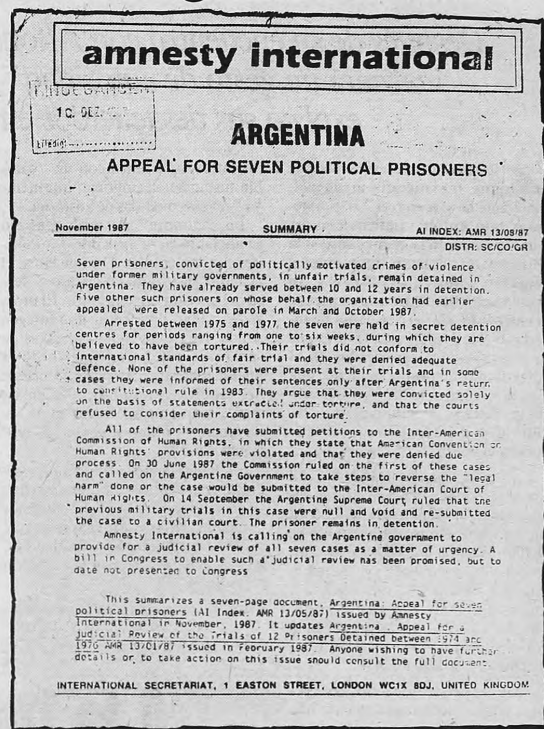 amnesty international
EINGEGANGEN
10. DEZ.
Erledigt:
ARGENTINA
APPEAL FOR SEVEN POLITICAL PRISONERS
November 1987 SUMMARY AI INDEX: AMR 13/08/87
DISTR: SC/CO/GR
Seven prisoners, convicted of politically motivated crimes of violence
under former military governments, in unfair trials, remain detained in
Argentina. They have already served between 10 and 12 years in detention.
Five other such prisoners on whose behalf the organization had earlier
appealed were released on parole in March and October 1987.
Arrested between 1975 and 1977 the seven were held in secret detention
centres for periods ranging from one to six weeks, during which they are
believed to have been tortured. Their trials did not conform to
international standards of fair trial and they were denied adequate
defence. None of the prisoners were present at their trials and in some
cases they were informed of their sentences only after Argentina's return
to constitutional rule in 1983. They argue that they were convicted solely
on the basis of statements extracted under torture, and that the courts
refused to consider their complaints of torture.
All of the prisoners have submitted petitions to the Inter-American
Commission of Human Rights, in which they state that American Convention on
Human Rights' provisions were violated and that they were denied due
process. On 30 June 1987 the Commission ruled on the first of these cases
and called on the Argentine Government to take steps to reverse the "legal
harm" done or the case would be submitted to the Inter-American Court of
Human Rights. On 14 September the Argentine Supreme Court ruled that the
previous military trials in this case were null and void and re-submitted
the case to a civilian court. The prisoner remains in detention.
Amnesty International is calling on the Argentine government to
provide for a judicial review of all seven cases as a matter of urgency. A
bill in Congress to enable such a judicial review has been promised, but to
date not presented to Congress
This summarizes a seven-page document, Argentina: Appeal for seven
political prisoners (AI Index: AMR 13/05/87) issued by Amnesty
International in November, 1987. It updates Argentina: Appeal for a
judicial Review of the Trials of 12 Prisoners Detained between 1974 and
1976 AMR 13/01/87 issued in February 1987. Anyone wishing to have further
details or to take action on this issue should consult the full document.
INTERNATIONAL SECRETARIAT, 1 EASTON STREET, LONDON WC1X 8DJ, UNITED KINGDOM